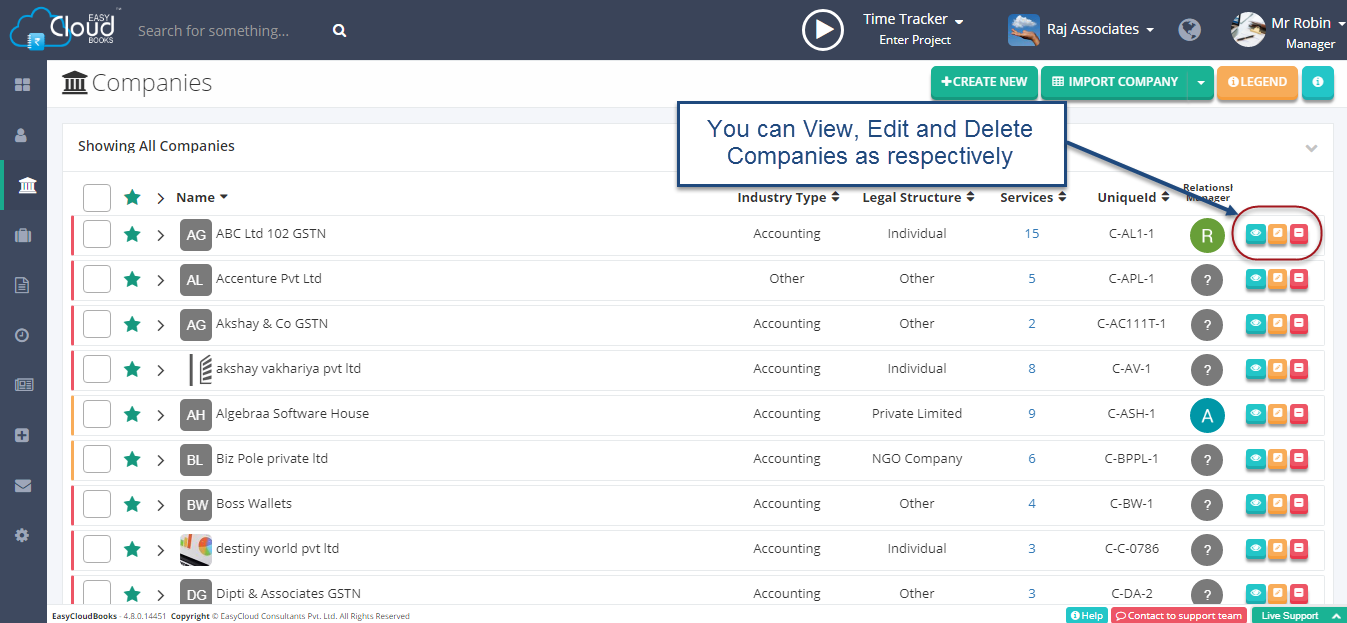 EASY
Cloud
BOOKS
™
Search for something...
Time Tracker
Enter Project
Raj Associates
Mr Robin
Manager
Companies
CREATE NEW
IMPORT COMPANY
LEGEND
You can View, Edit and Delete
Companies as respectively
Showing All Companies
Name Industry Type Legal Structure Services UniqueId Relationsh Manager
AG ABC Ltd 102 GSTN Accounting Individual 15 C-AL1-1 R
AL Accenture Pvt Ltd Other Other 5 C-APL-1 ?
AG Akshay & Co GSTN Accounting Other 2 C-AC111T-1 ?
akshay vakhariya pvt ltd Accounting Individual 8 C-AV-1 ?
AH Algebraa Software House Accounting Private Limited 9 C-ASH-1 A
BL Biz Pole private ltd Accounting NGO Company 6 C-BPPL-1 ?
BW Boss Wallets Accounting Other 4 C-BW-1 ?
destiny world pvt ltd Accounting Individual 3 C-C-0786 ?
DG Dipti & Associates GSTN Accounting Other 3 C-DA-2 ?
EasyCloudBooks - 4.8.0.14451 Copyright © EasyCloud Consultants Pvt. Ltd. All Rights Reserved
Help
Contact to support team
Live Support